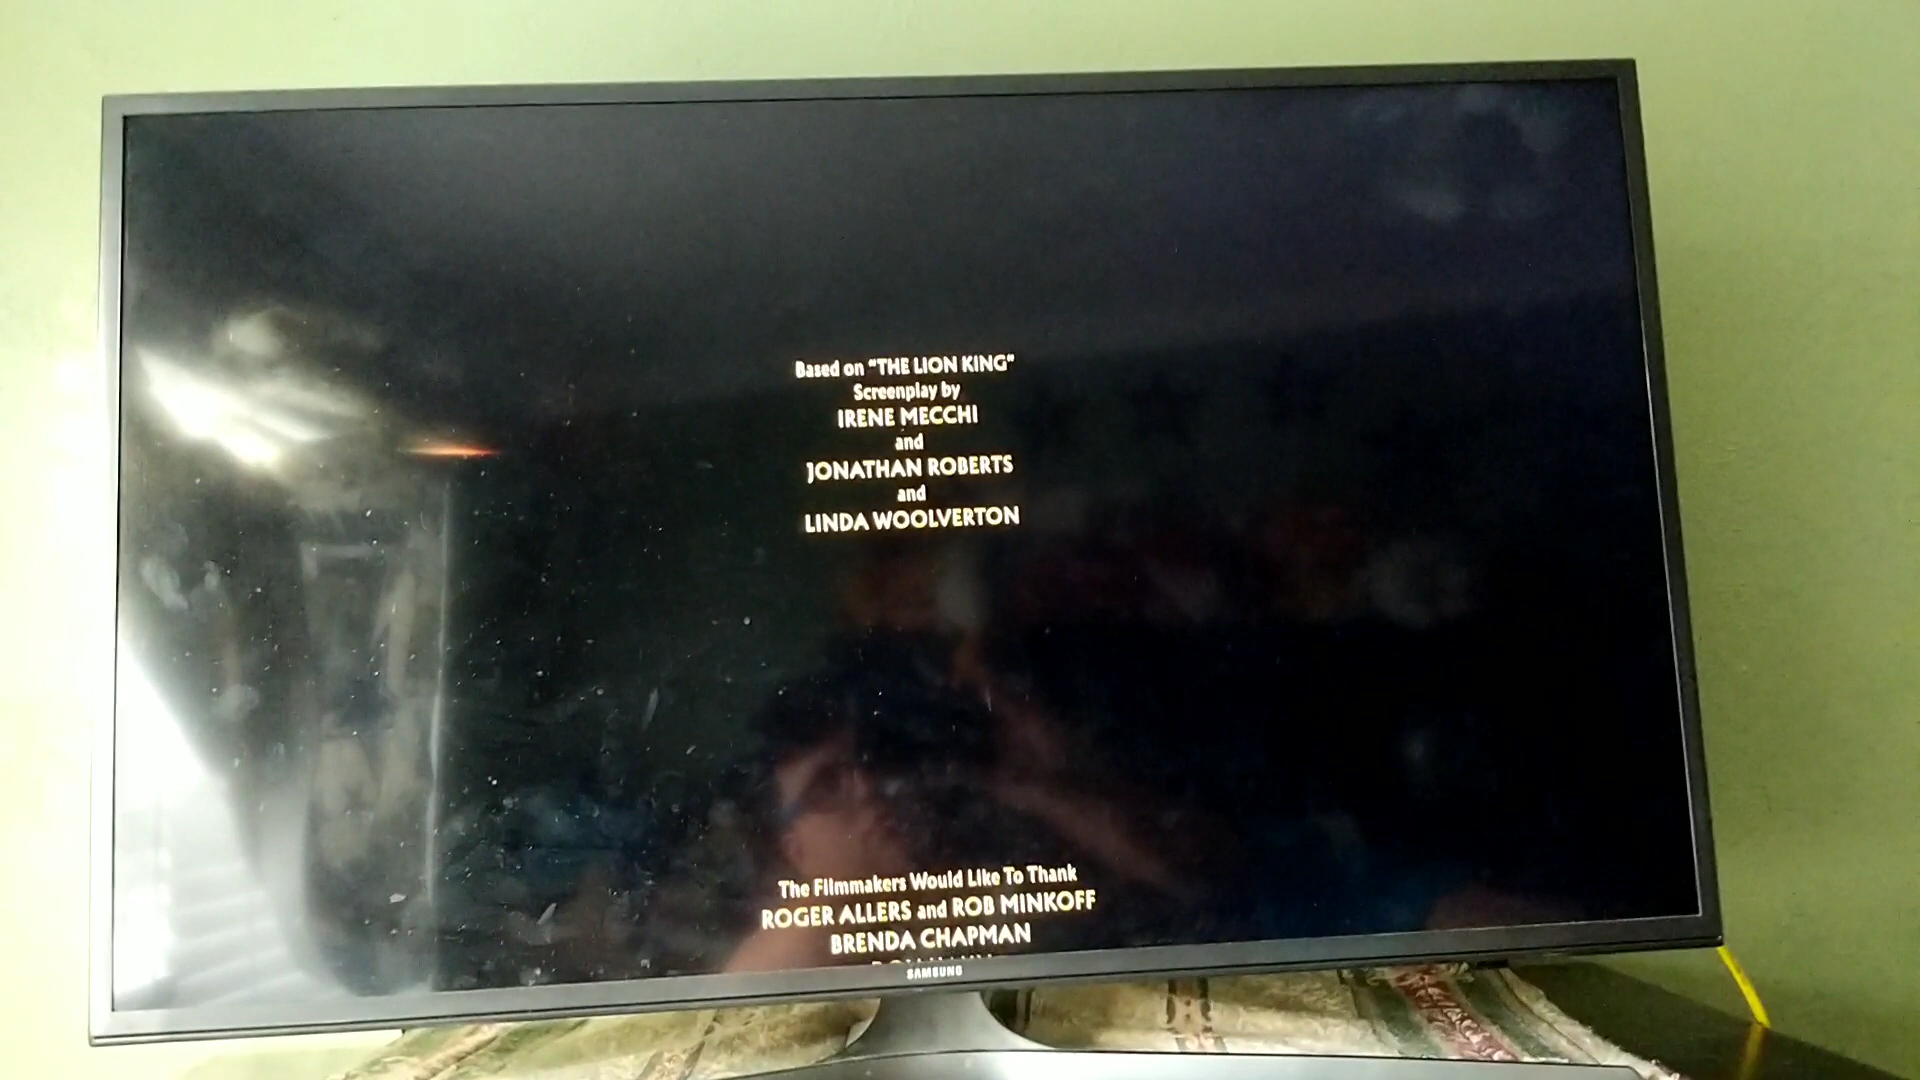 Based on "THE LION KING"
Screenplay by
IRENE MECCHI
and
JONATHAN ROBERTS
and
LINDA WOOLVERTON
The Filmmakers Would Like To Thank
ROGER ALLERS and ROB MINKOFF
BRENDA CHAPMAN
SAMSUNG